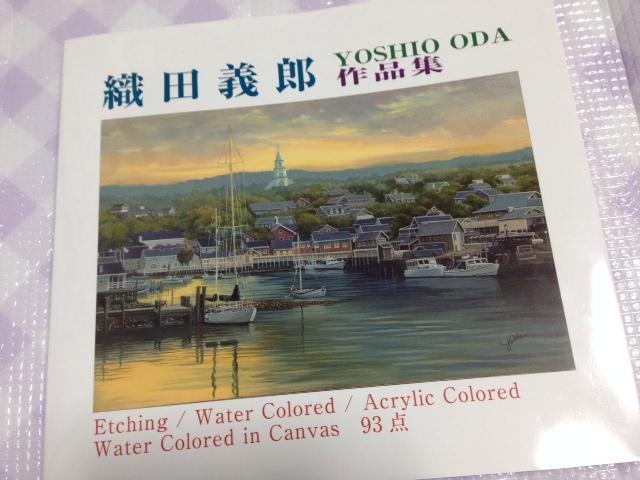 織田義郎
YOSHIO ODA
作品集
Etching / Water Colored / Acrylic Colored
Water Colored in Canvas 93点